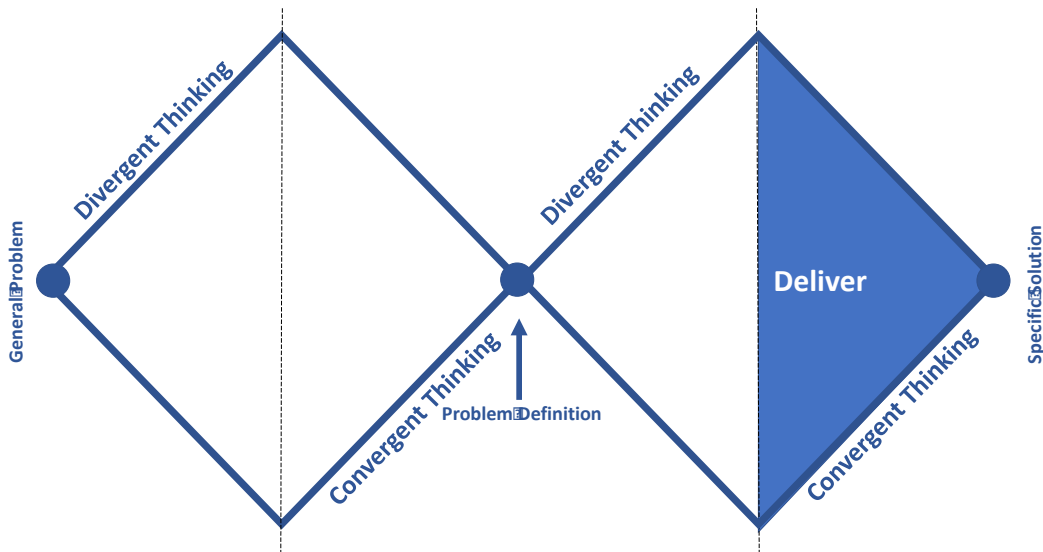 Divergent Thinking
Divergent Thinking
General Problem
Deliver
Specific Solution
Convergent Thinking
Problem Definition
Convergent Thinking